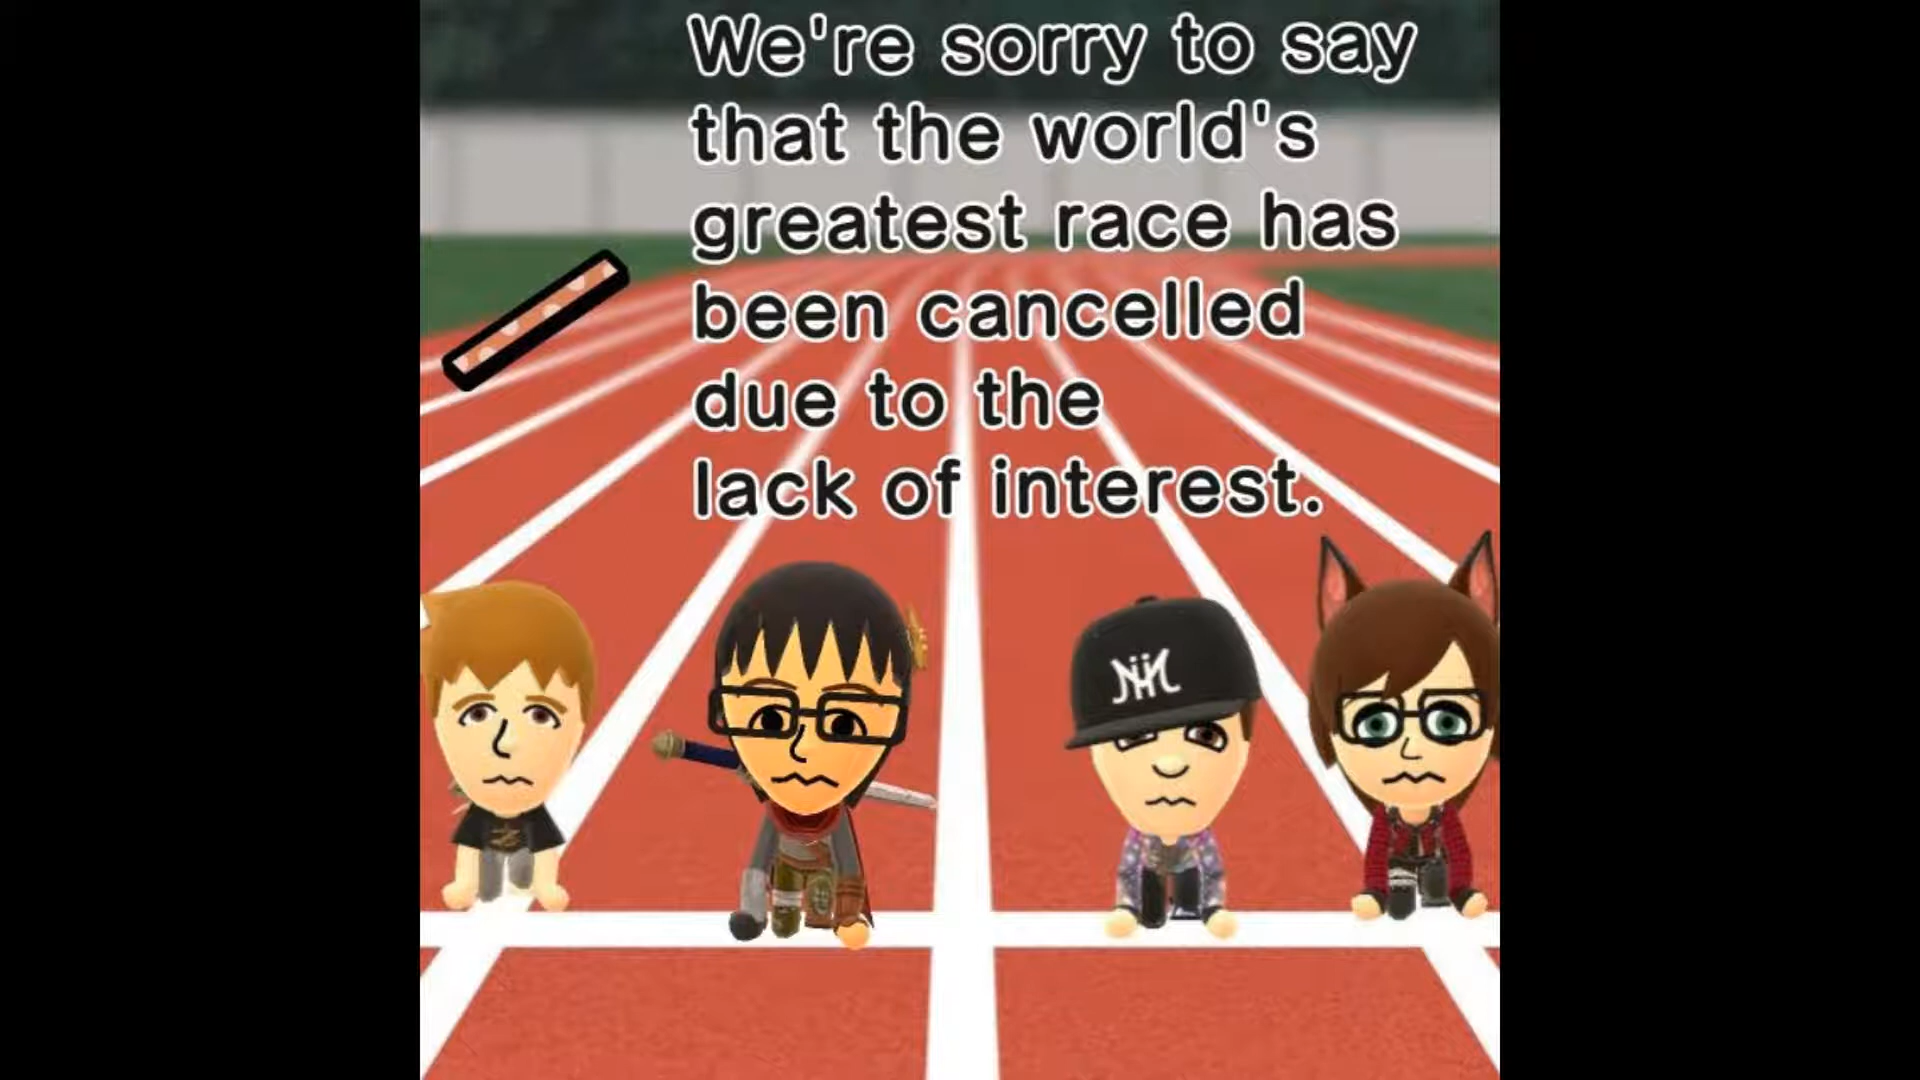 We're sorry to say
that the world's
greatest race has
been cancelled
due to the
lack of interest.